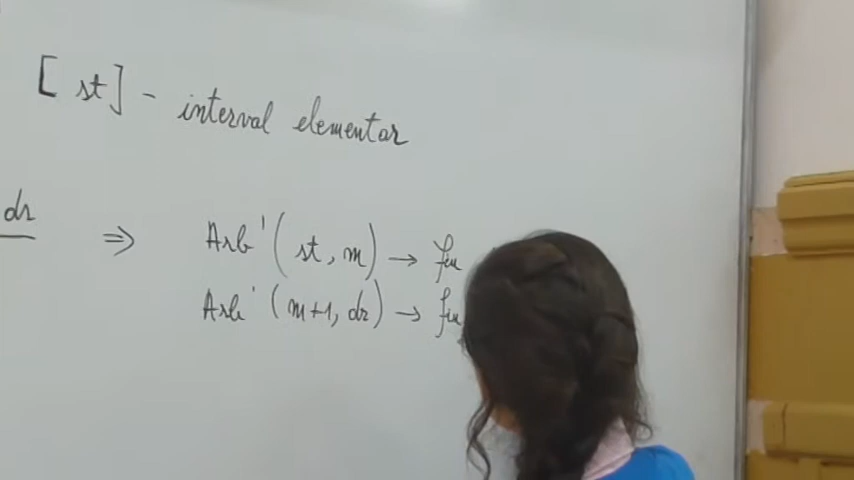 [ st] - interval elementar
dr ⇒ Arb' (st, m) → fiu
Arb' (m+1, dr) → fiu